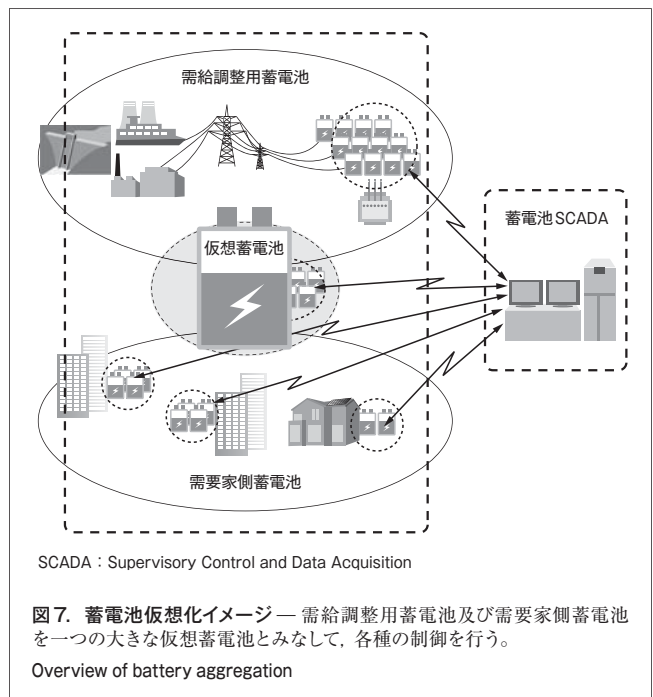 需給調整用蓄電池
蓄電池SCADA
仮想蓄電池
需要家側蓄電池
SCADA：Supervisory Control and Data Acquisition
図7. 蓄電池仮想化イメージ — 需給調整用蓄電池及び需要家側蓄電池
を一つの大きな仮想蓄電池とみなして，各種の制御を行う。
Overview of battery aggregation